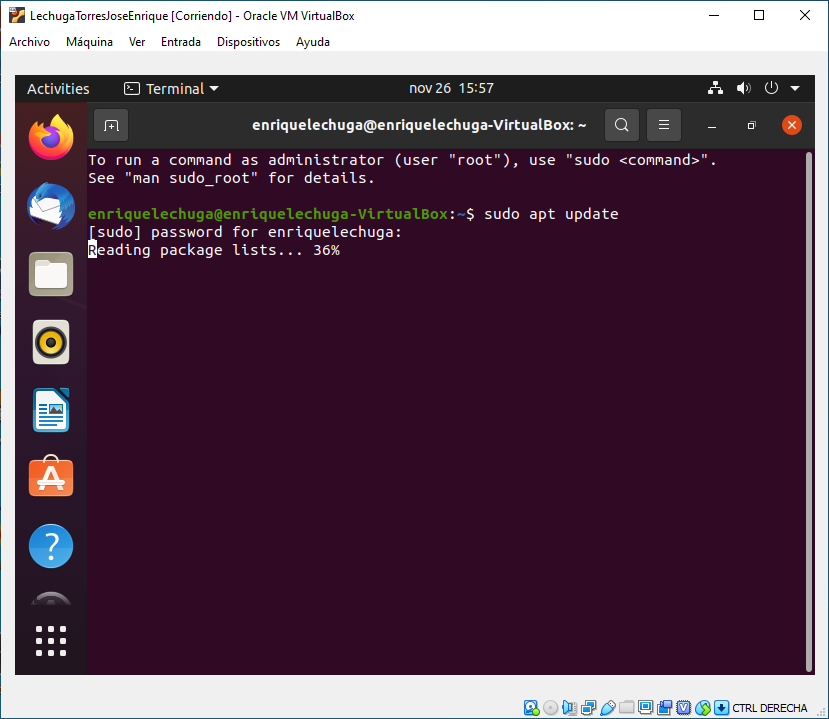 LechugaTorresJoseEnrique [Corriendo] - Oracle VM VirtualBox
Archivo Máquina Ver Entrada Dispositivos Ayuda
Activities Terminal nov 26 15:57
enriquelechuga@enriquelechuga-VirtualBox: ~
To run a command as administrator (user "root"), use "sudo <command>".
See "man sudo_root" for details.
enriquelechuga@enriquelechuga-VirtualBox:~$ sudo apt update
[sudo] password for enriquelechuga:
Reading package lists... 36%
CTRL DERECHA